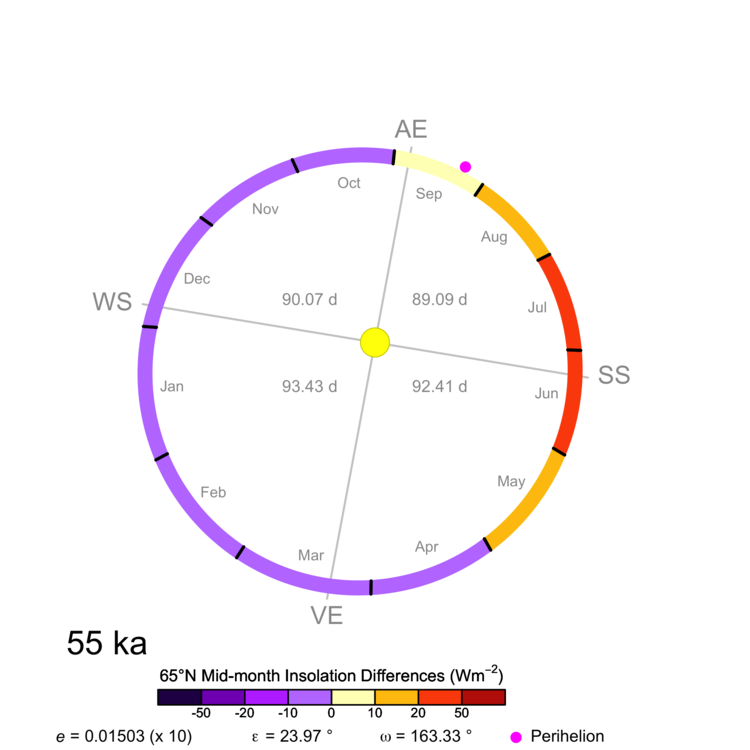 AE
Oct
Sep
Nov
Aug
Dec
WS
90.07 d
89.09 d
Jul
SS
Jan
93.43 d
92.41 d
Jun
Feb
May
Mar
Apr
VE
55 ka
65°N Mid-month Insolation Differences (Wm⁻²)
-50 -20 -10 0 10 20 50
e = 0.01503 (x 10) ε = 23.97 ° ω = 163.33 ° Perihelion